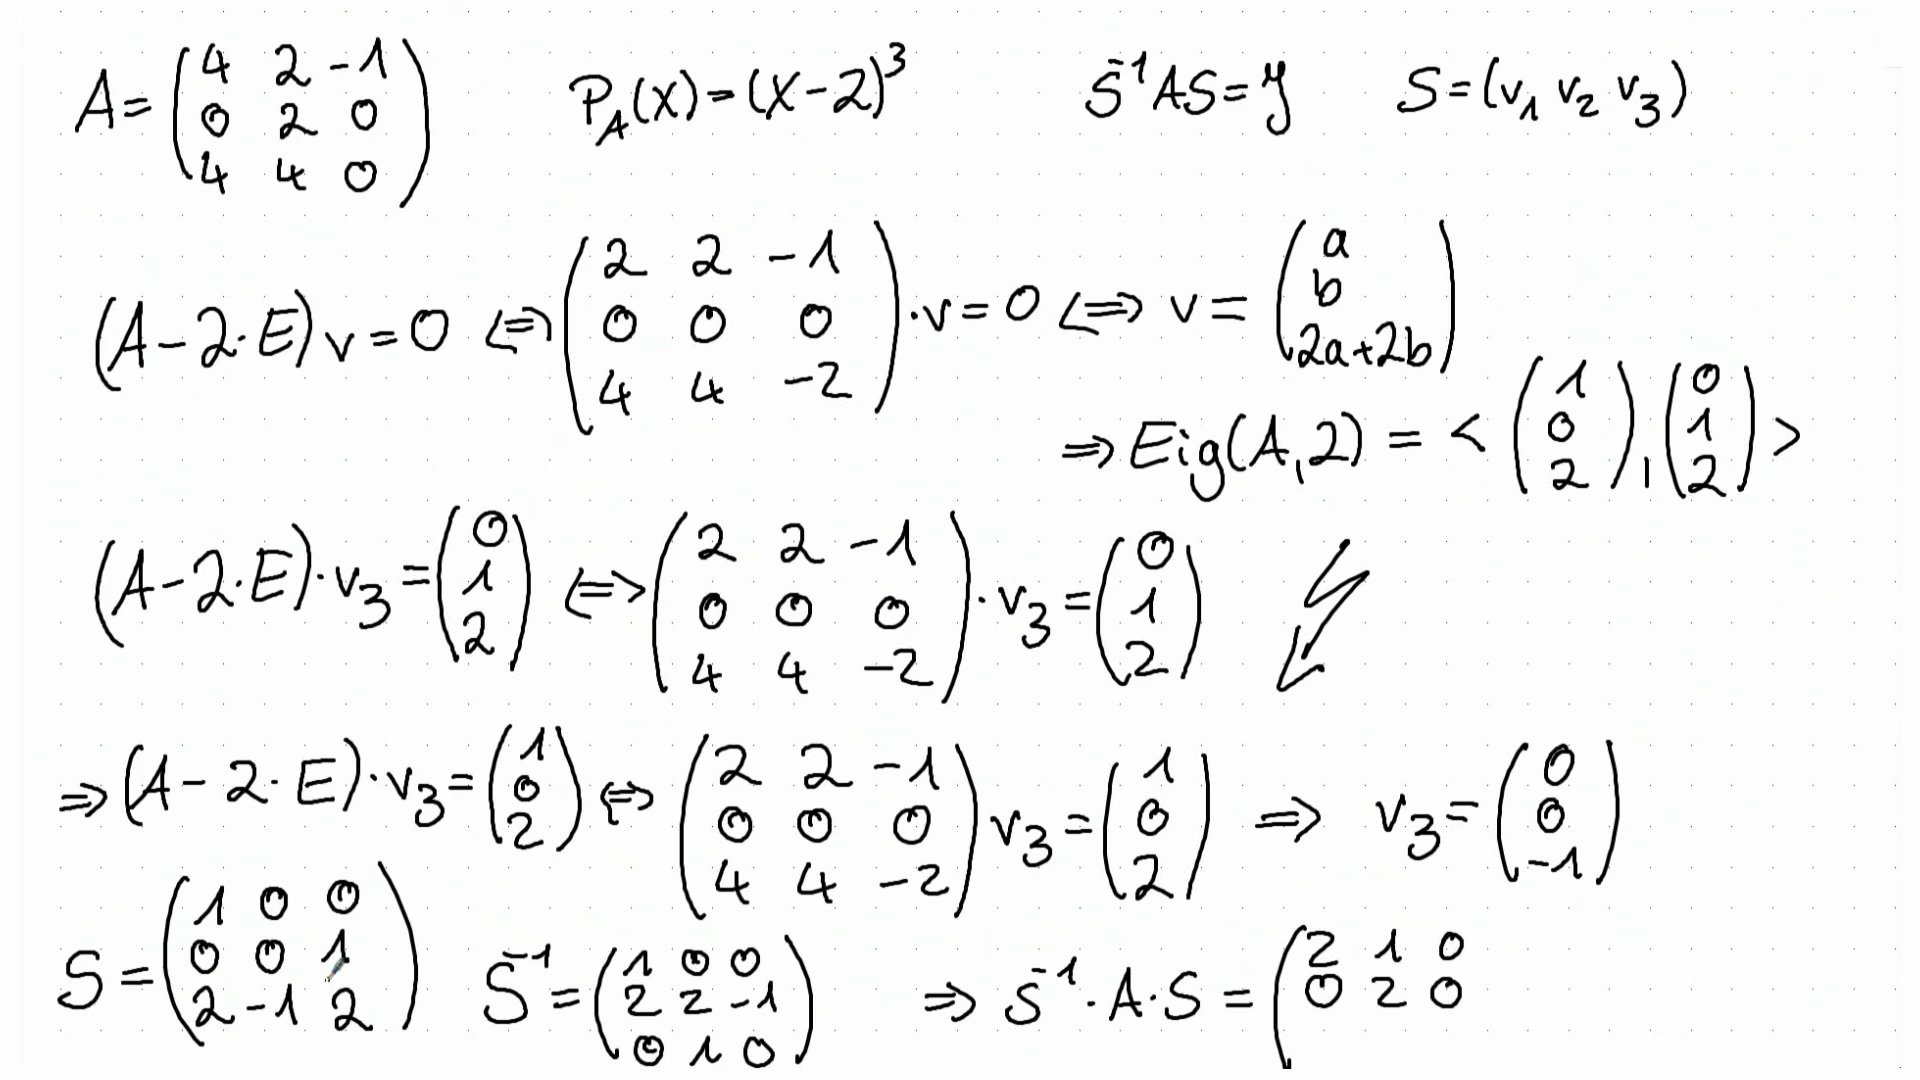 A = (4 2 -1; 0 2 0; 4 4 0) P_A(X) = (X-2)³ S⁻¹AS = J S = (v₁ v₂ v₃)
(A-2·E)v = 0 ⇔ (2 2 -1; 0 0 0; 4 4 -2)·v = 0 ⇔ v = (a; b; 2a+2b)
⇒ Eig(A,2) = < (1; 0; 2), (0; 1; 2) >
(A-2·E)·v₃ = (0; 1; 2) ⇔ (2 2 -1; 0 0 0; 4 4 -2)·v₃ = (0; 1; 2) ↯
⇒ (A-2·E)·v₃ = (1; 0; 2) ⇔ (2 2 -1; 0 0 0; 4 4 -2) v₃ = (1; 0; 2) ⇒ v₃ = (0; 0; -1)
S = (1 0 0; 0 0 1; 2 -1 2) S⁻¹ = (1 0 0; 2 2 -1; 0 1 0) ⇒ S⁻¹·A·S = (2 1 0; 0 2 0